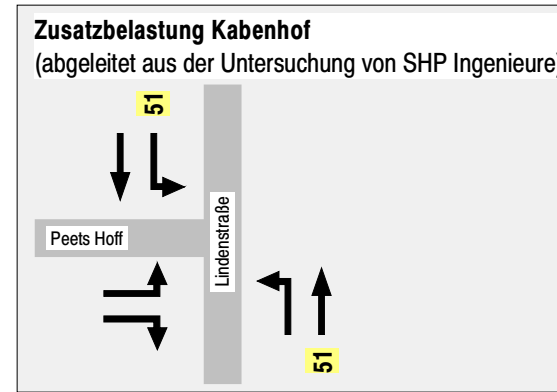 Zusatzbelastung Kabenhof
(abgeleitet aus der Untersuchung von SHP Ingenieure)
51
Peets Hoff
Lindenstraße
51